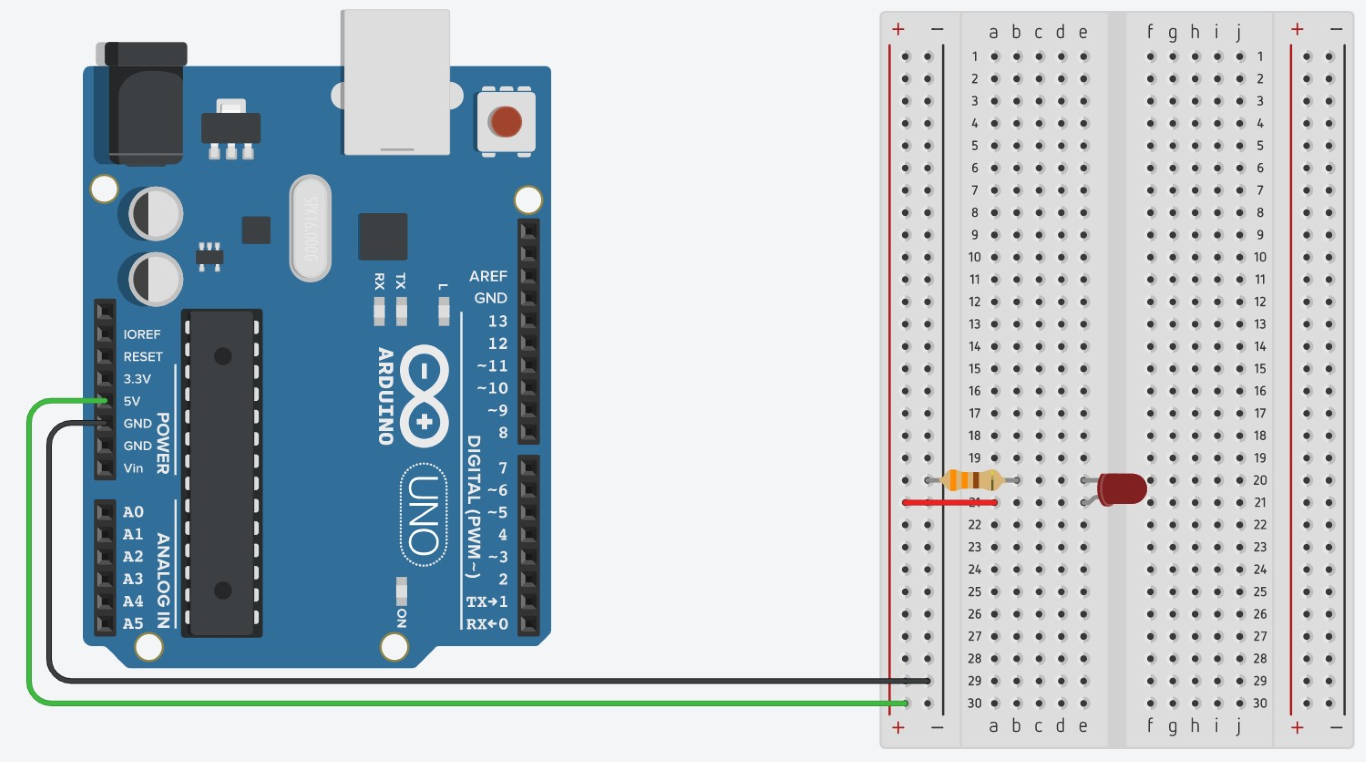 AREF
GND
13
12
~11
~10
~9
8
7
~6
~5
4
~3
2
TX→1
RX←0
DIGITAL (PWM~)
IOREF
RESET
3.3V
5V
GND
GND
Vin
POWER
A0
A1
A2
A3
A4
A5
ANALOG IN
RX
TX
L
ARDUINO
UNO
ON
SPK16.000G
+ − a b c d e f g h i j + −
1 1
2 2
3 3
4 4
5 5
6 6
7 7
8 8
9 9
10 10
11 11
12 12
13 13
14 14
15 15
16 16
17 17
18 18
19 19
20 20
21 21
22 22
23 23
24 24
25 25
26 26
27 27
28 28
29 29
30 30
+ − a b c d e f g h i j + −